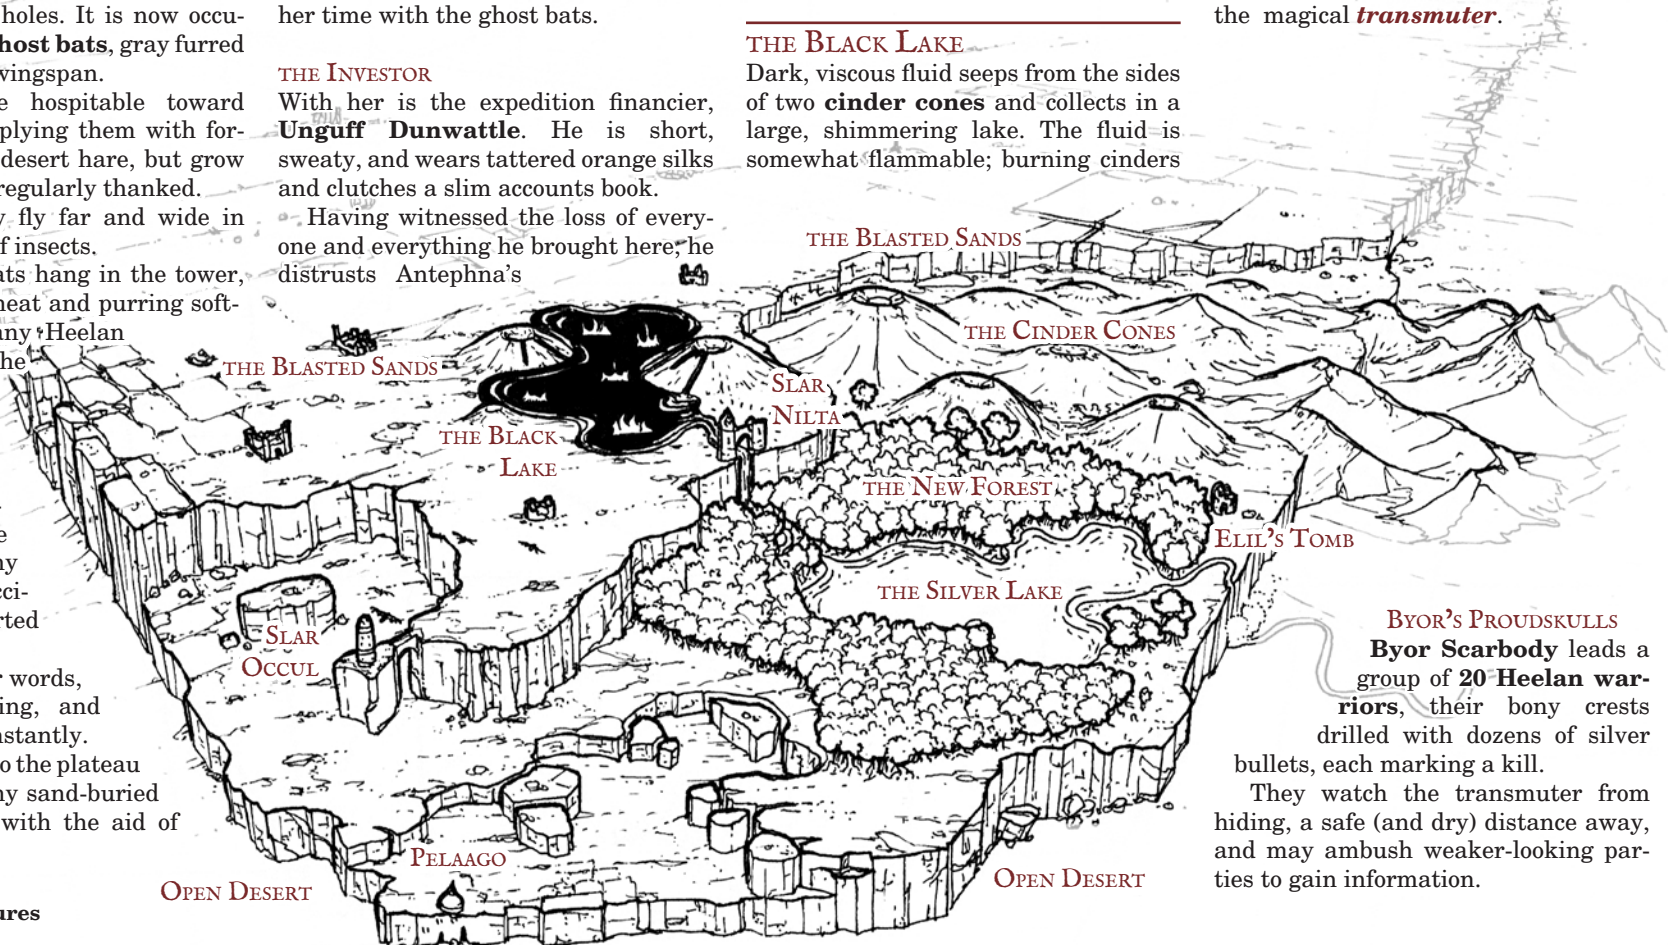 holes. It is now occu-
host bats, gray furred
wingspan.
e hospitable toward
plying them with for-
desert hare, but grow
regularly thanked.
y fly far and wide in
f insects.
ats hang in the tower,
heat and purring soft-
any Heelan
he
e
ny
cci-
rted
r words,
ing, and
nstantly.
o the plateau
ny sand-buried
with the aid of
ures
her time with the ghost bats.
THE INVESTOR
With her is the expedition financier,
Unguff Dunwattle. He is short,
sweaty, and wears tattered orange silks
and clutches a slim accounts book.
Having witnessed the loss of every-
one and everything he brought here, he
distrusts Antephna's
THE BLACK LAKE
Dark, viscous fluid seeps from the sides
of two cinder cones and collects in a
large, shimmering lake. The fluid is
somewhat flammable; burning cinders
the magical transmuter.
THE BLASTED SANDS
THE CINDER CONES
THE BLASTED SANDS
SLAR
NILTA
THE BLACK
LAKE
THE NEW FOREST
ELIL'S TOMB
THE SILVER LAKE
SLAR
OCCUL
PELAAGO
OPEN DESERT
OPEN DESERT
BYOR'S PROUDSKULLS
Byor Scarbody leads a
group of 20 Heelan war-
riors, their bony crests
drilled with dozens of silver
bullets, each marking a kill.
They watch the transmuter from
hiding, a safe (and dry) distance away,
and may ambush weaker-looking par-
ties to gain information.